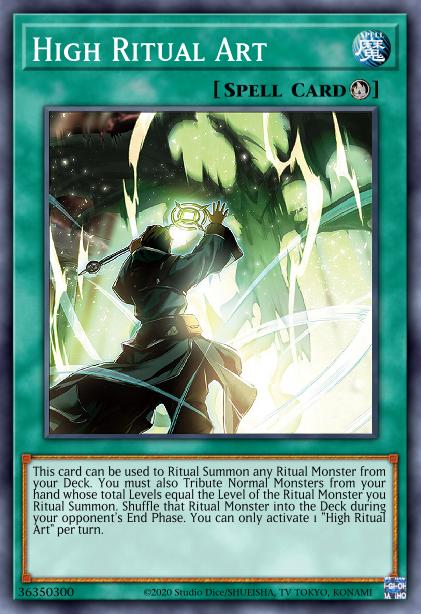 High Ritual Art
SPELL
魔
[Spell Card]
This card can be used to Ritual Summon any Ritual Monster from
your Deck. You must also Tribute Normal Monsters from your
hand whose total Levels equal the Level of the Ritual Monster you
Ritual Summon. Shuffle that Ritual Monster into the Deck during
your opponent's End Phase. You can only activate 1 "High Ritual
Art" per turn.
36350300
©2020 Studio Dice/SHUEISHA, TV TOKYO, KONAMI